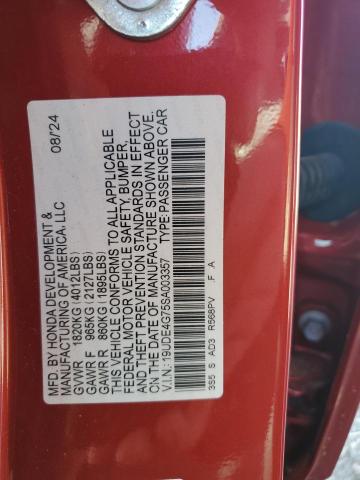 MFD. BY HONDA DEVELOPMENT & 08/24
MANUFACTURING OF AMERICA, LLC
GVWR 1820KG (4012LBS)
GAWR F 965KG (2127LBS)
GAWR R 860KG (1895LBS)
THIS VEHICLE CONFORMS TO ALL APPLICABLE
FEDERAL MOTOR VEHICLE SAFETY, BUMPER,
AND THEFT PREVENTION STANDARDS IN EFFECT
ON THE DATE OF MANUFACTURE SHOWN ABOVE.
V.I.N.: 19UDE4G75SA003357 TYPE: PASSENGER CAR
3S5 S AD3 R568PV .F .A